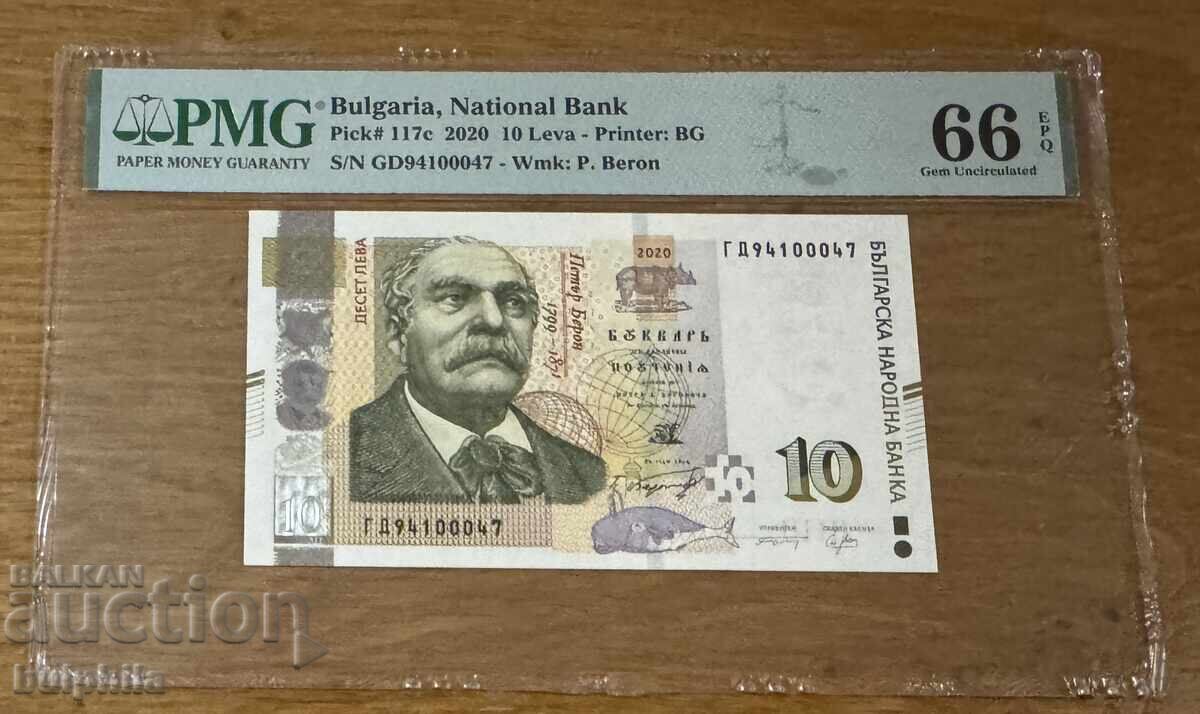 PMG
PAPER MONEY GUARANTY
Bulgaria, National Bank
Pick# 117c 2020 10 Leva - Printer: BG
S/N GD94100047 - Wmk: P. Beron
66
EPQ
Gem Uncirculated
ДЕСЕТ ЛЕВА
Петър Берон
1799-1871
2020
ГД94100047
БЪЛГАРСКА НАРОДНА БАНКА
10
10
ГД94100047
BALKAN
auction
bulphila